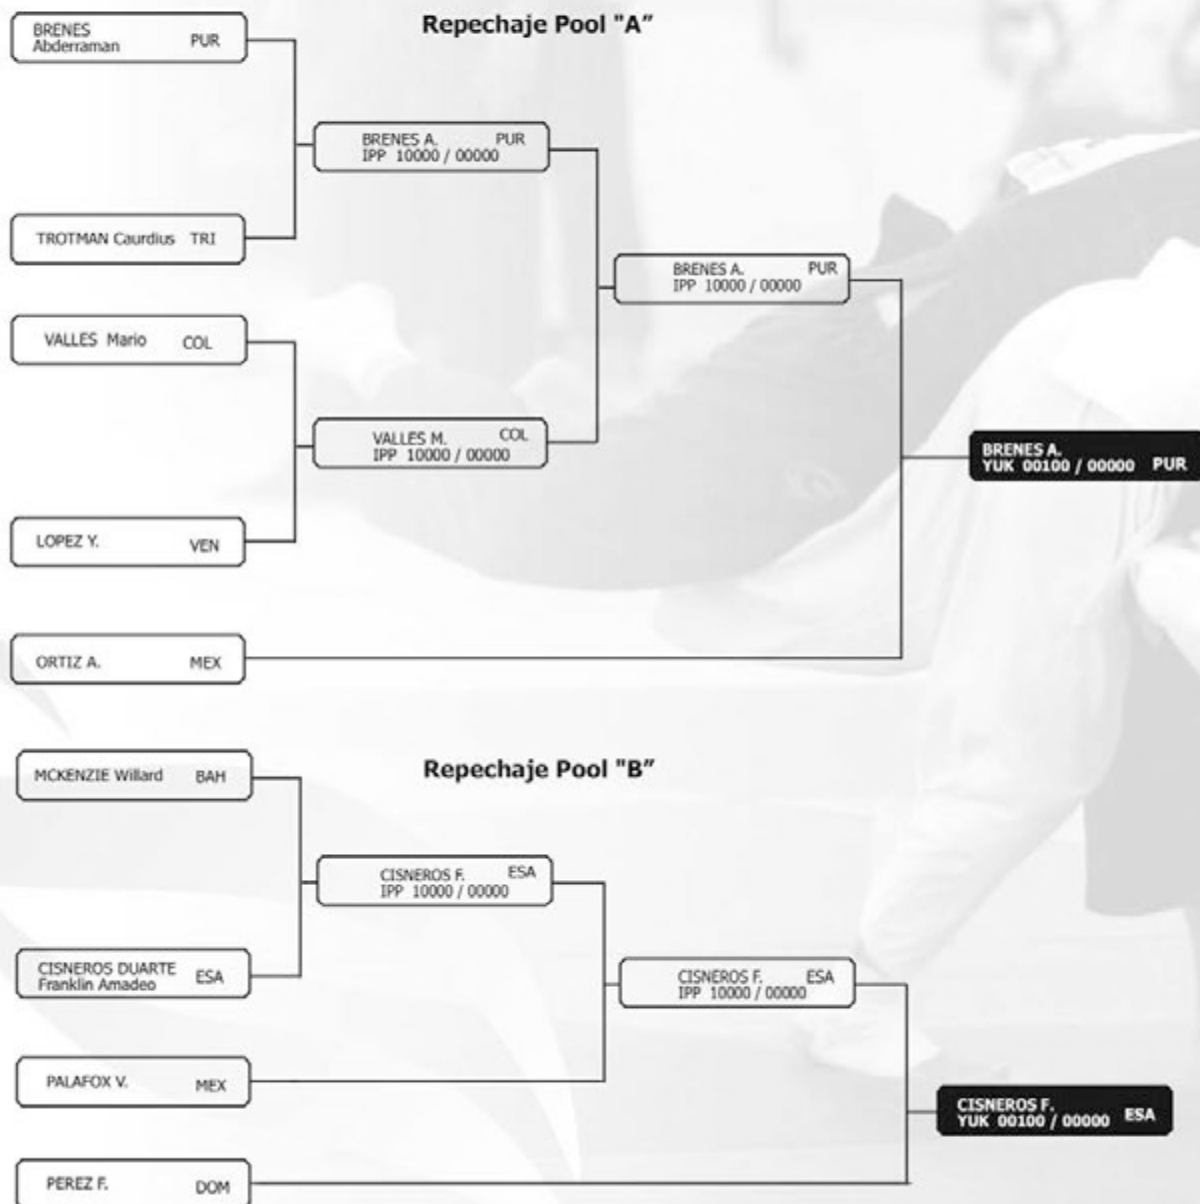 Repechaje Pool "A"
BRENES
Abderraman PUR
BRENES A. PUR
IPP 10000 / 00000
TROTMAN Caurdius TRI
BRENES A. PUR
IPP 10000 / 00000
VALLES Mario COL
VALLES M. COL
IPP 10000 / 00000
BRENES A.
YUK 00100 / 00000 PUR
LOPEZ Y. VEN
ORTIZ A. MEX
Repechaje Pool "B"
MCKENZIE Willard BAH
CISNEROS F. ESA
IPP 10000 / 00000
CISNEROS DUARTE
Franklin Amadeo ESA
CISNEROS F. ESA
IPP 10000 / 00000
PALAFOX V. MEX
CISNEROS F.
YUK 00100 / 00000 ESA
PEREZ F. DOM